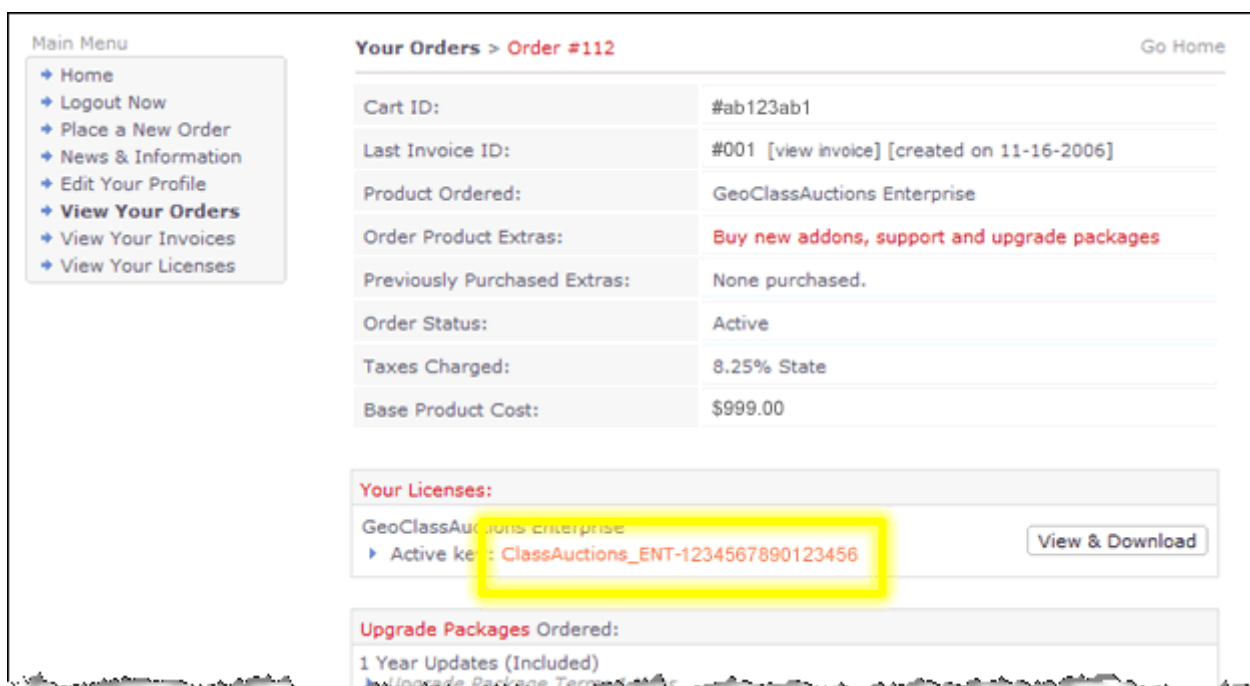 Main Menu
Home
Logout Now
Place a New Order
News & Information
Edit Your Profile
View Your Orders
View Your Invoices
View Your Licenses
Your Orders > Order #112
Go Home
Cart ID: #ab123ab1
Last Invoice ID: #001 [view invoice] [created on 11-16-2006]
Product Ordered: GeoClassAuctions Enterprise
Order Product Extras: Buy new addons, support and upgrade packages
Previously Purchased Extras: None purchased.
Order Status: Active
Taxes Charged: 8.25% State
Base Product Cost: $999.00
Your Licenses:
GeoClassAuctions Enterprise
Active key: ClassAuctions_ENT-1234567890123456
View & Download
Upgrade Packages Ordered:
1 Year Updates (Included)
Upgrade Package Term